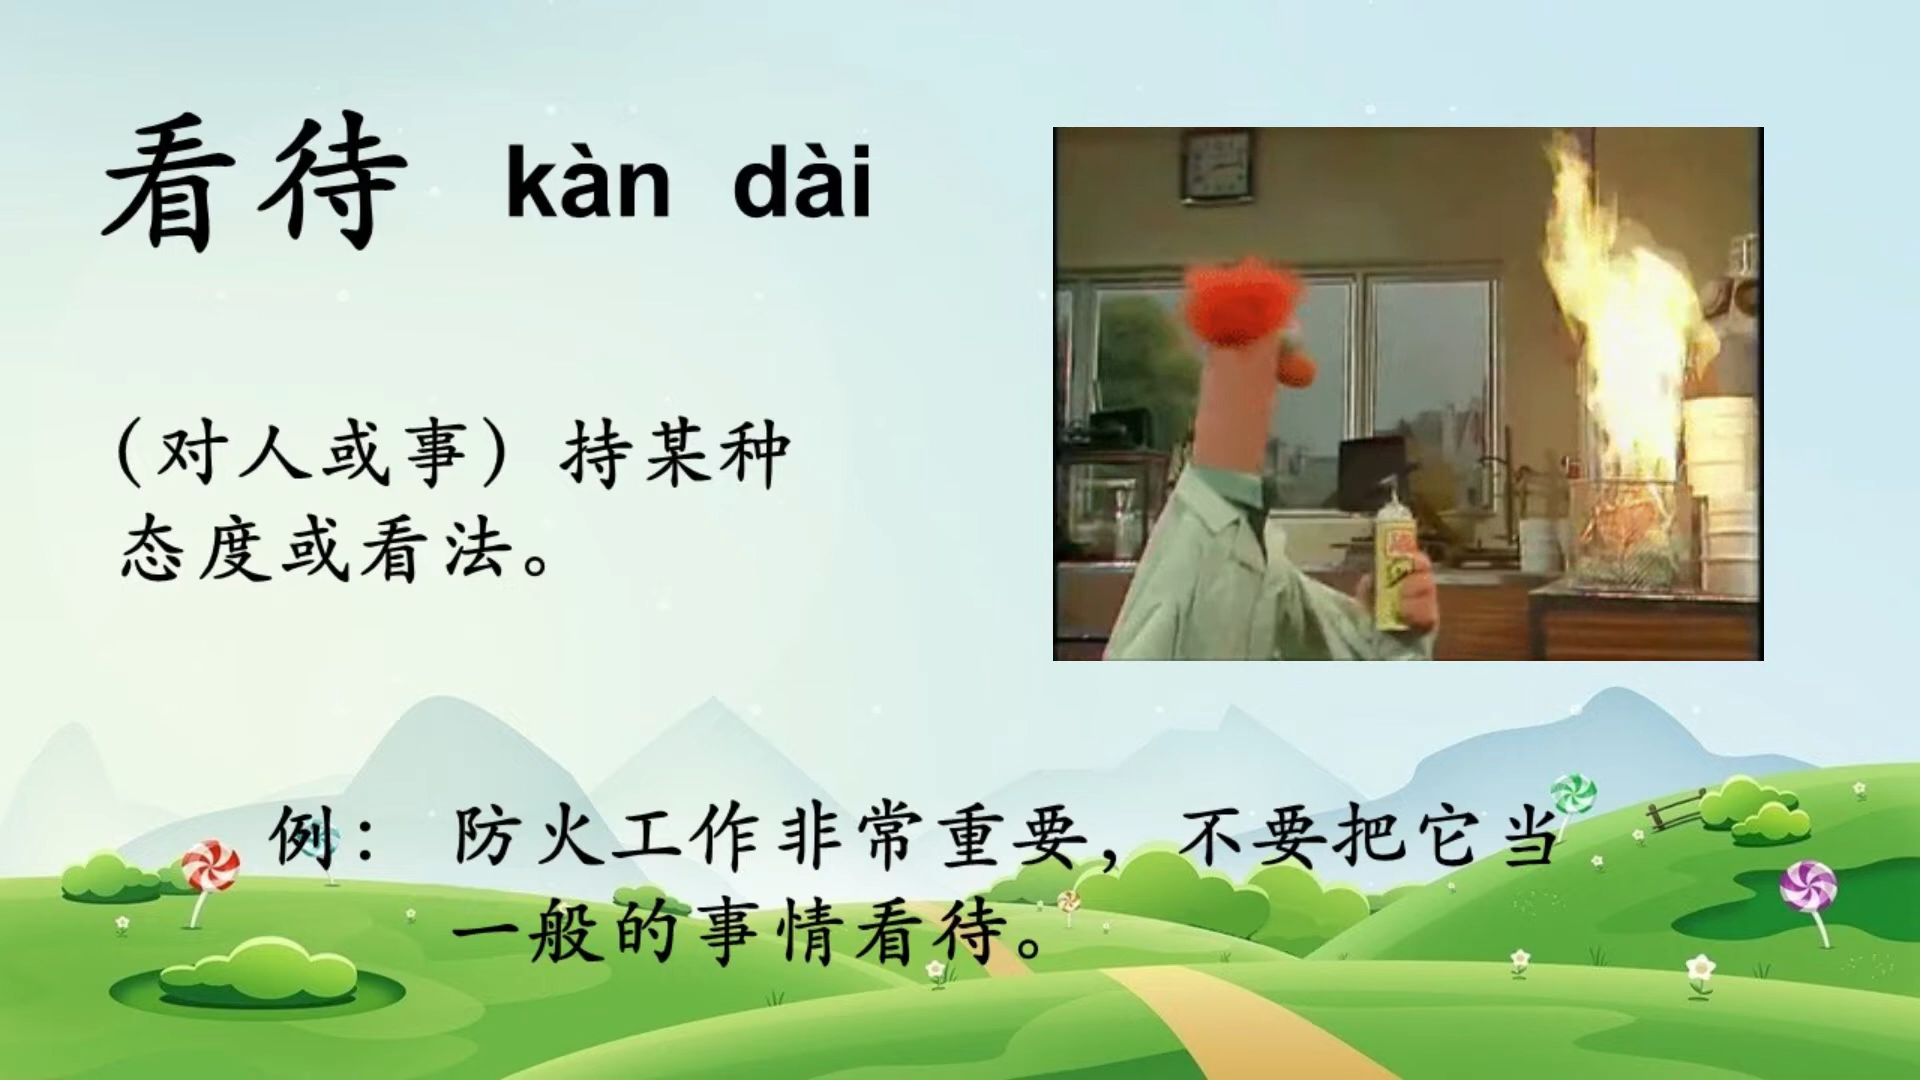 看待 kàn dài
（对人或事）持某种
态度或看法。
例： 防火工作非常重要，不要把它当
一般的事情看待。